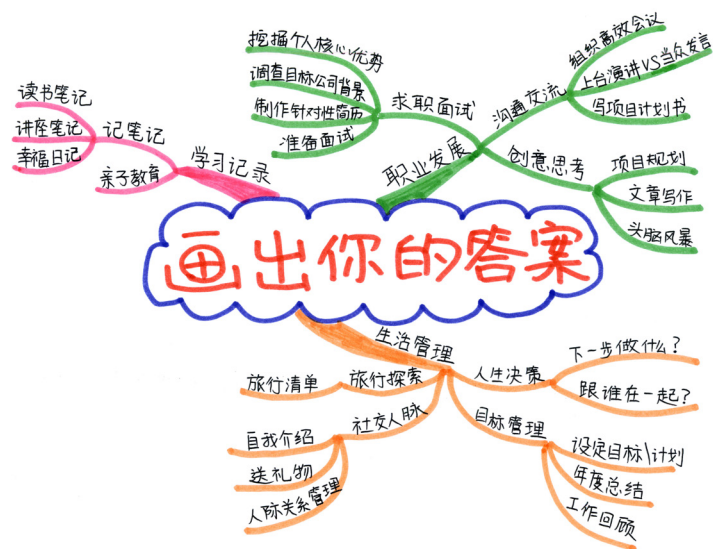 画出你的答案
学习记录
记笔记
读书笔记
讲座笔记
幸福日记
亲子教育
职业发展
求职面试
挖掘个人核心优势
调查目标公司背景
制作针对性简历
准备面试
沟通交流
组织高效会议
上台演讲VS当众发言
写项目计划书
创意思考
项目规划
文章写作
头脑风暴
生活管理
人生决策
下一步做什么?
跟谁在一起?
目标管理
设定目标\计划
年度总结
工作回顾
旅行探索
旅行清单
社交人脉
自我介绍
送礼物
人际关系管理